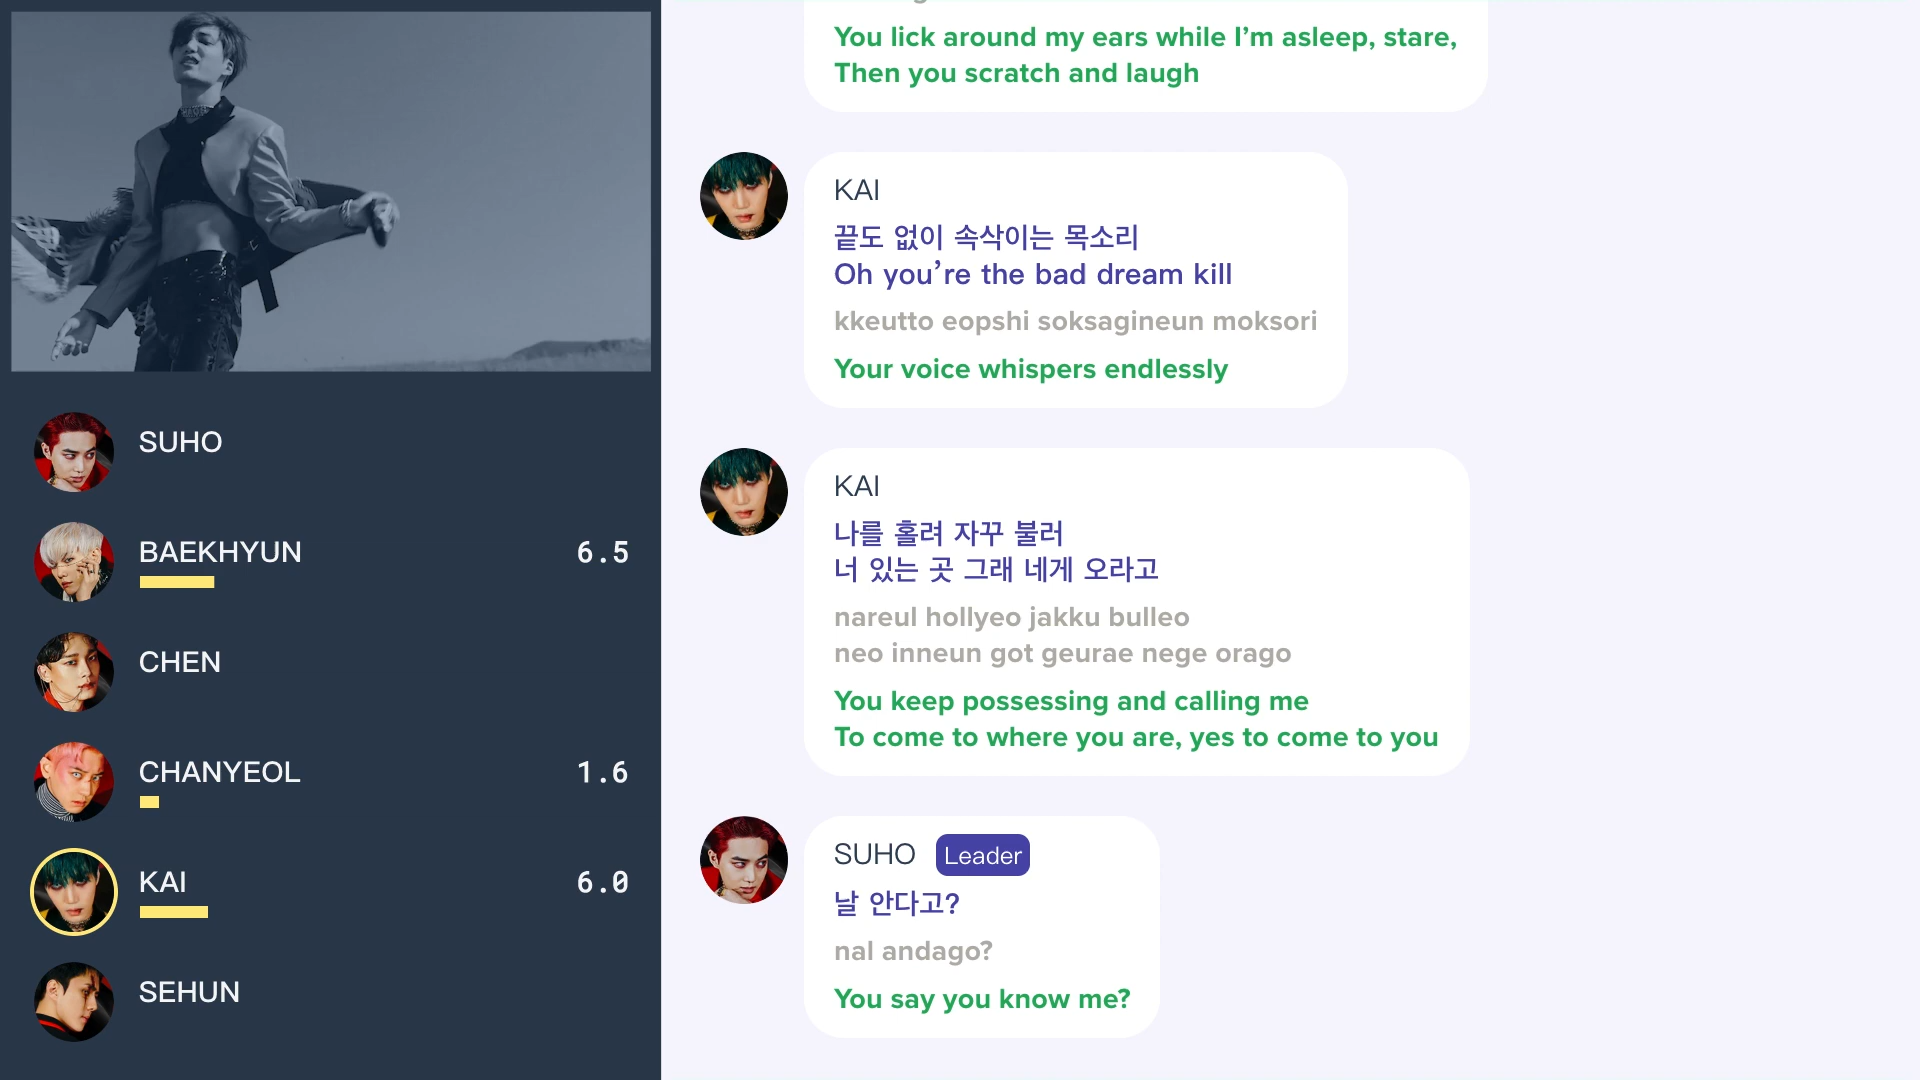 SUHO
BAEKHYUN 6.5
CHEN
CHANYEOL 1.6
KAI 6.0
SEHUN
You lick around my ears while I’m asleep, stare,
Then you scratch and laugh
KAI
끝도 없이 속삭이는 목소리
Oh you’re the bad dream kill
kkeutto eopshi soksagineun moksori
Your voice whispers endlessly
KAI
나를 홀려 자꾸 불러
너 있는 곳 그래 네게 오라고
nareul hollyeo jakku bulleo
neo inneun got geurae nege orago
You keep possessing and calling me
To come to where you are, yes to come to you
SUHO Leader
날 안다고?
nal andago?
You say you know me?